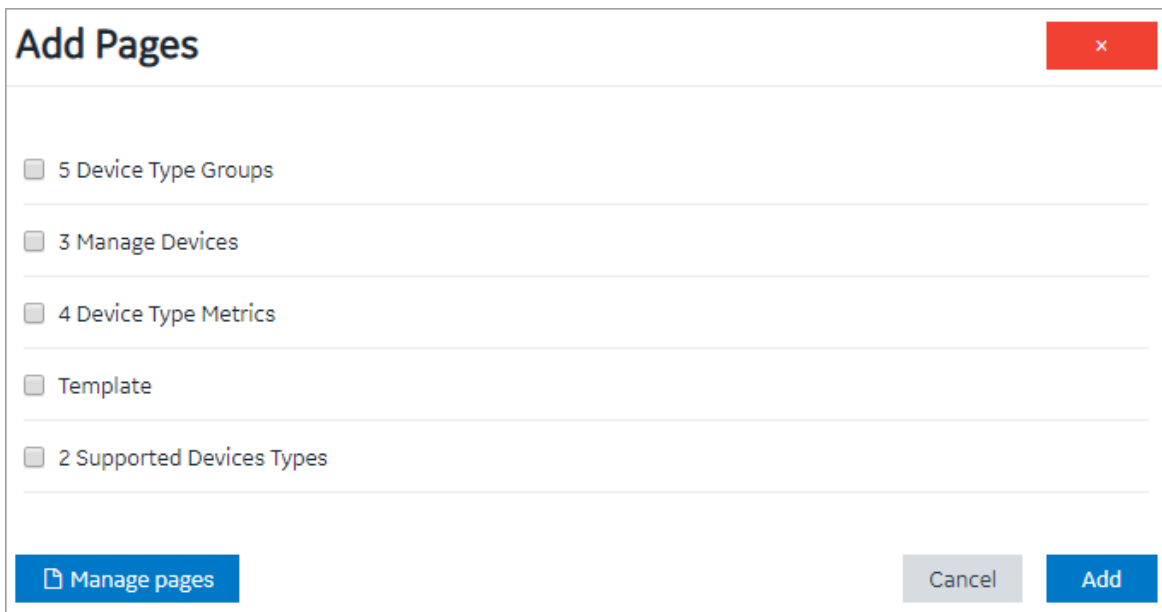 Add Pages
×
5 Device Type Groups
3 Manage Devices
4 Device Type Metrics
Template
2 Supported Devices Types
Manage pages
Cancel
Add